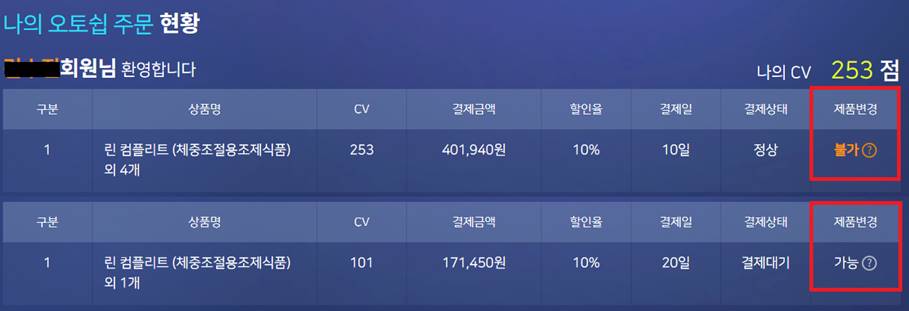 나의 오토쉽 주문 현황
회원님 환영합니다
나의 CV 253 점
구분 상품명 CV 결제금액 할인율 결제일 결제상태 제품변경
1 린 컴플리트 (체중조절용조제식품) 253 401,940원 10% 10일 정상 불가 ?
외 4개
구분 상품명 CV 결제금액 할인율 결제일 결제상태 제품변경
1 린 컴플리트 (체중조절용조제식품) 101 171,450원 10% 20일 결제대기 가능 ?
외 1개